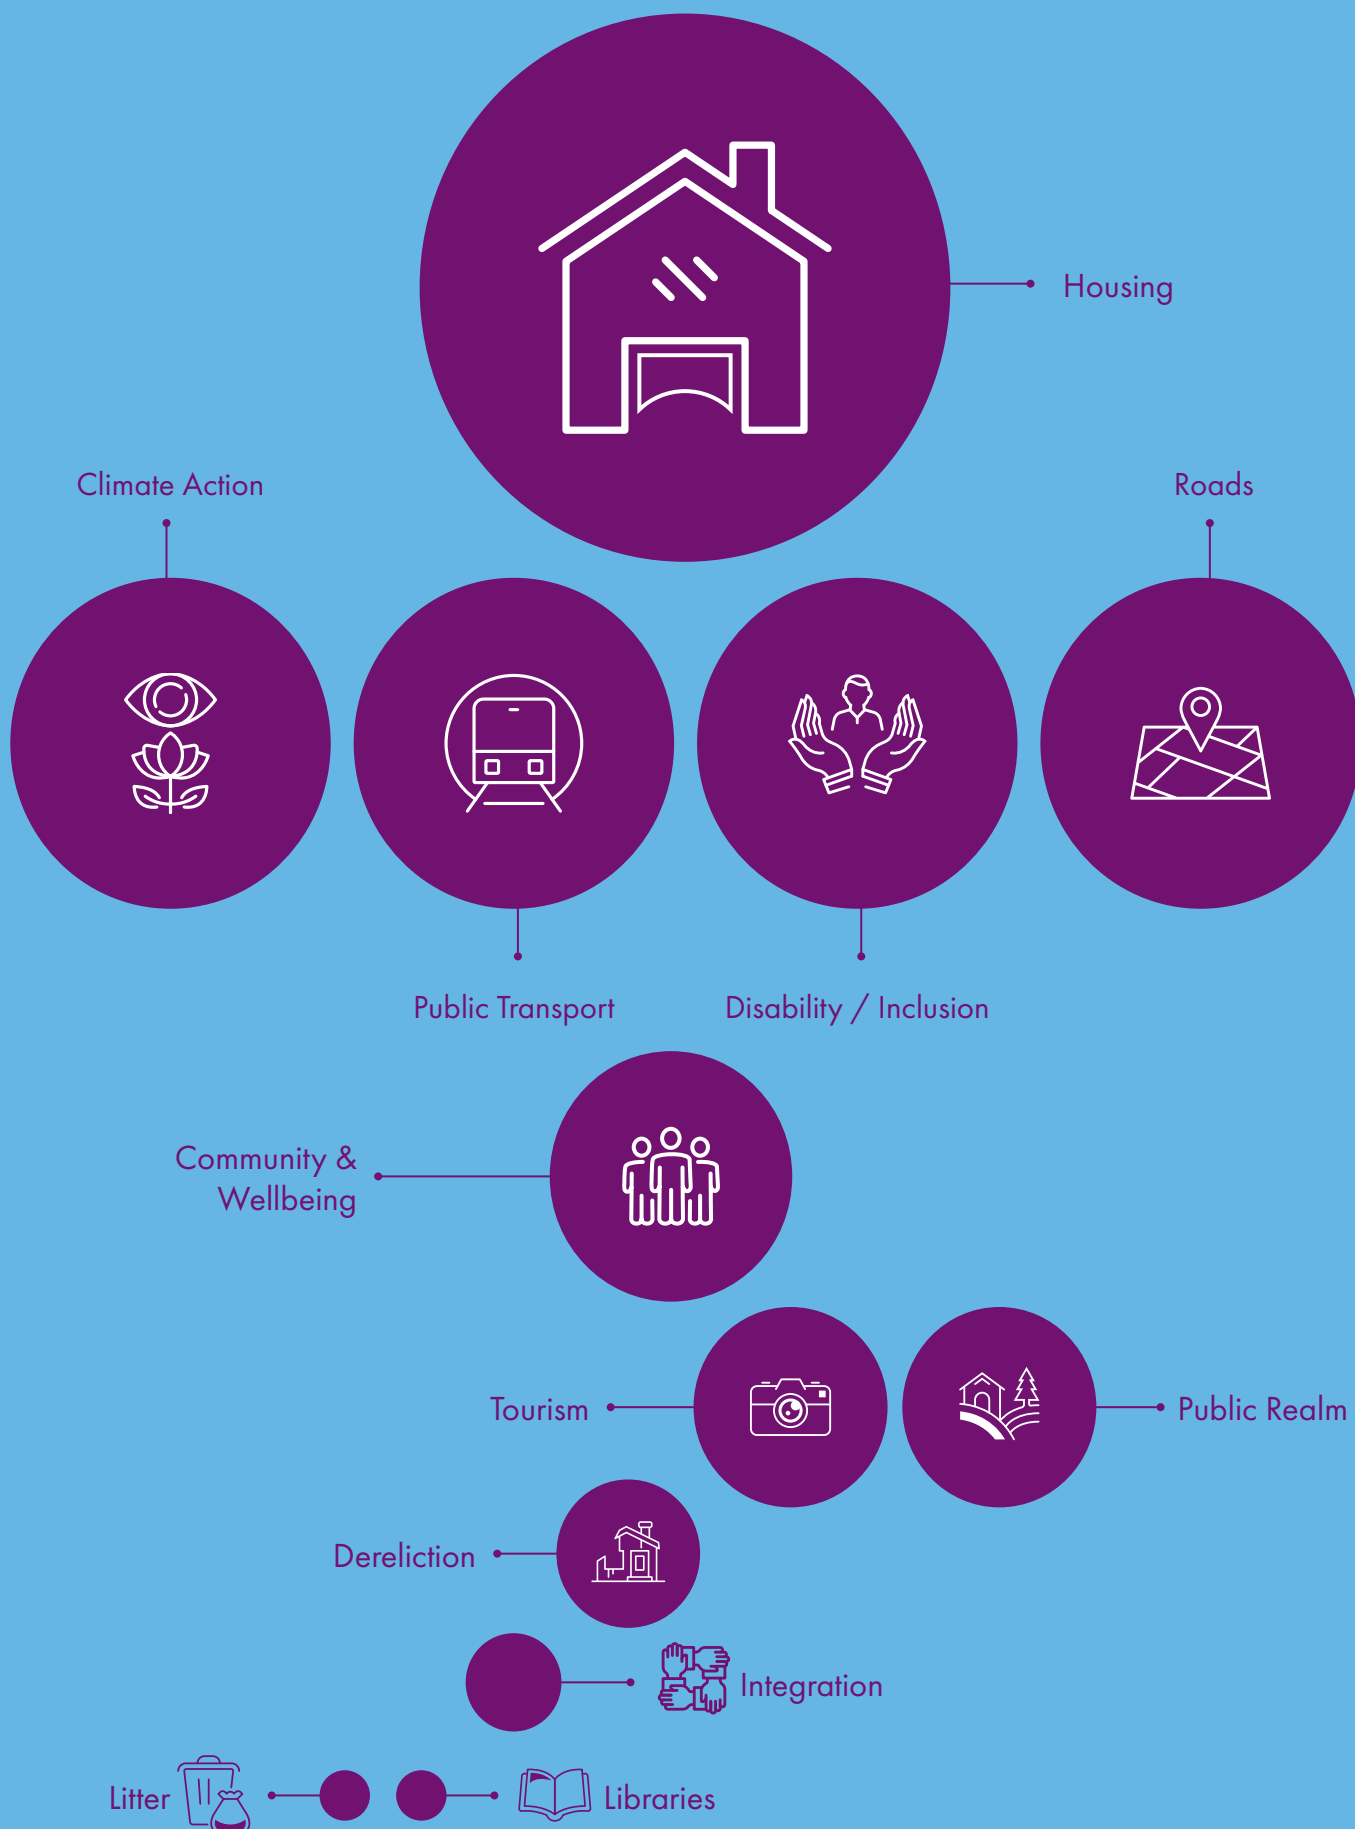 Housing
Climate Action
Roads
Public Transport
Disability / Inclusion
Community &
Wellbeing
Tourism
Public Realm
Dereliction
Integration
Litter
Libraries